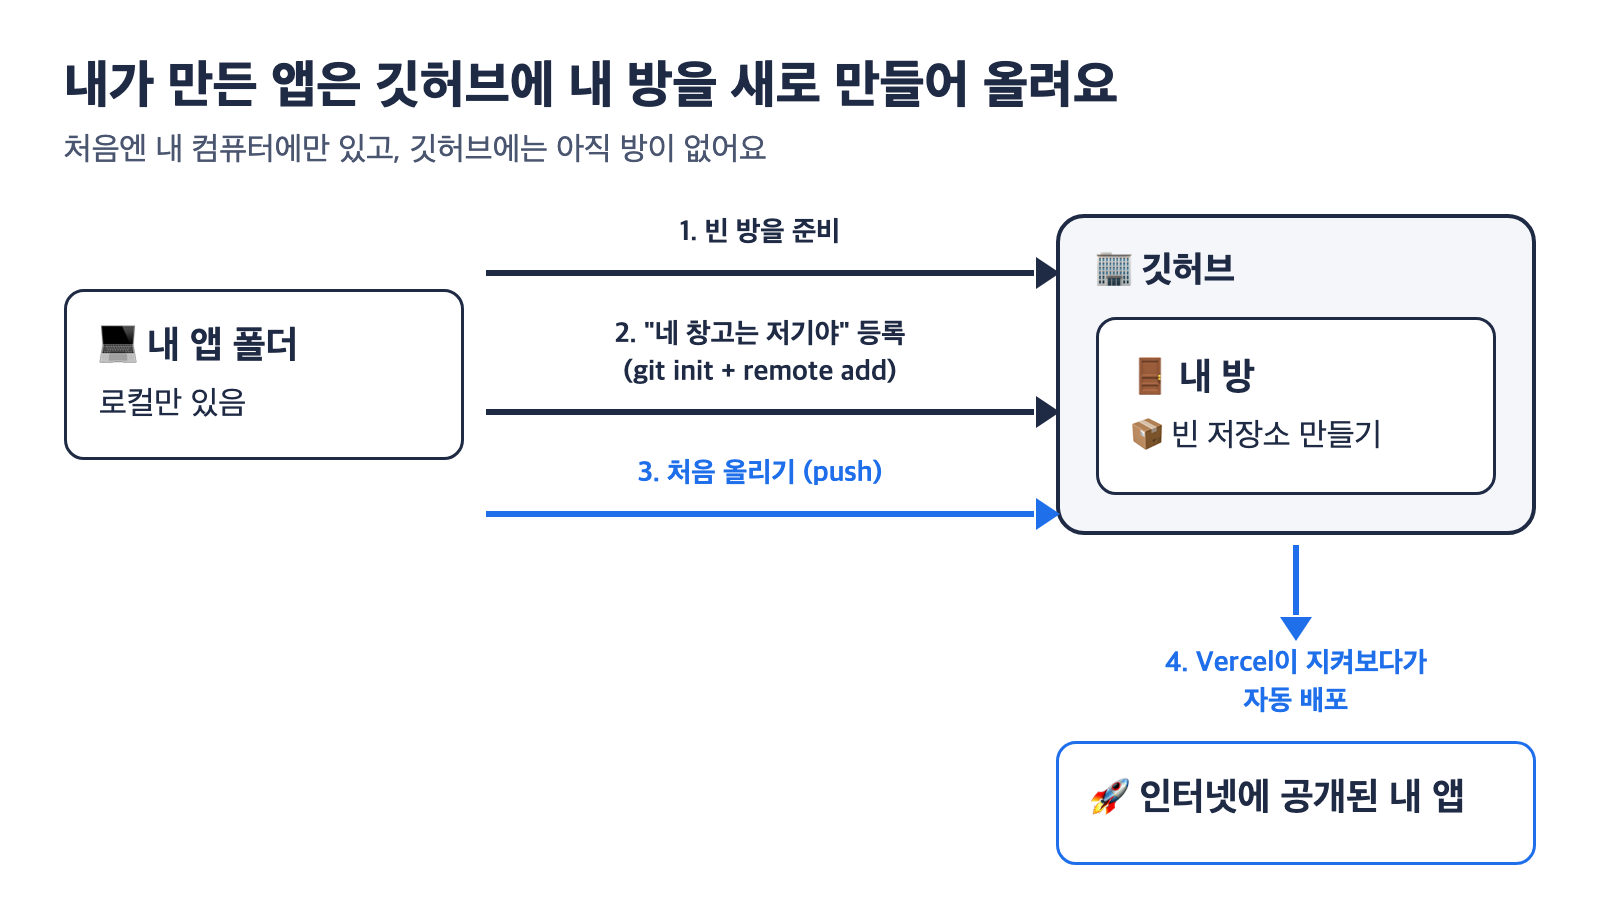 내가 만든 앱은 깃허브에 내 방을 새로 만들어 올려요
처음엔 내 컴퓨터에만 있고, 깃허브에는 아직 방이 없어요
내 앱 폴더
로컬만 있음
1. 빈 방을 준비
2. "네 창고는 저기야" 등록
(git init + remote add)
3. 처음 올리기 (push)
깃허브
내 방
빈 저장소 만들기
4. Vercel이 지켜보다가
자동 배포
인터넷에 공개된 내 앱